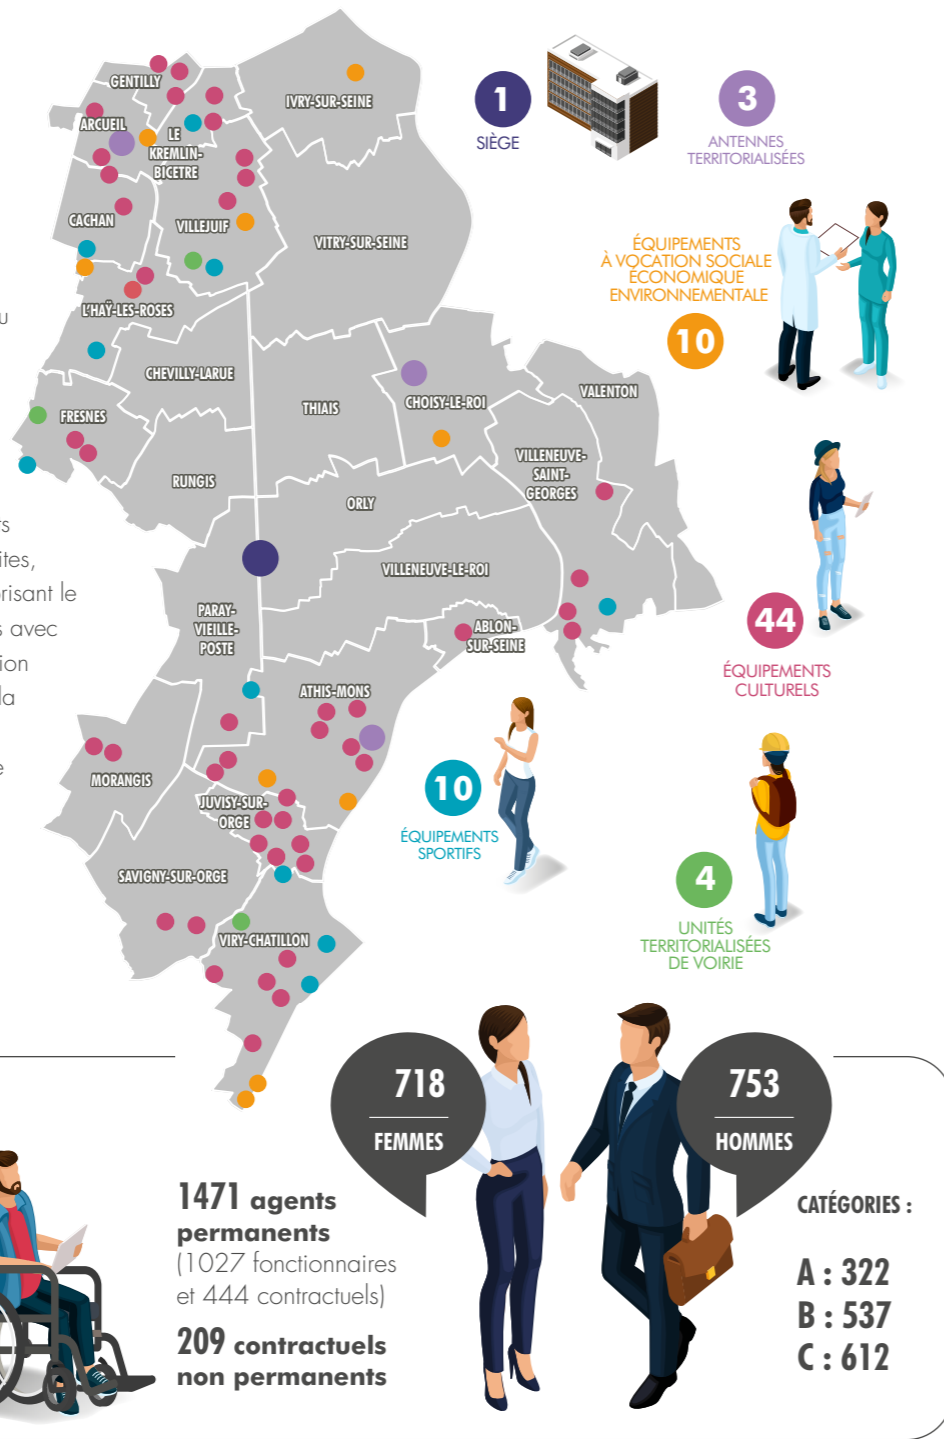 GENTILLY
IVRY-SUR-SEINE
ARCUEIL
LE
KREMLIN-
BICETRE
CACHAN
VILLEJUIF
VITRY-SUR-SEINE
L'HAŸ-LES-ROSES
CHEVILLY-LARUE
THIAIS
CHOISY-LE-ROI
VALENTON
FRESNES
RUNGIS
VILLENEUVE-
SAINT-
GEORGES
ORLY
VILLENEUVE-LE-ROI
PARAY-
VIEILLE-
POSTE
ABLON-
SUR-SEINE
ATHIS-MONS
MORANGIS
JUVISY-SUR-
ORGE
SAVIGNY-SUR-ORGE
VIRY-CHATILLON
1
SIÈGE
3
ANTENNES
TERRITORIALISÉES
ÉQUIPEMENTS
À VOCATION SOCIALE
ÉCONOMIQUE
ENVIRONNEMENTALE
10
44
ÉQUIPEMENTS
CULTURELS
10
ÉQUIPEMENTS
SPORTIFS
4
UNITÉS
TERRITORIALISÉES
DE VOIRIE
le
avec
la
718
FEMMES
753
HOMMES
1471 agents
permanents
(1027 fonctionnaires
et 444 contractuels)
209 contractuels
non permanents
CATÉGORIES :
A : 322
B : 537
C : 612